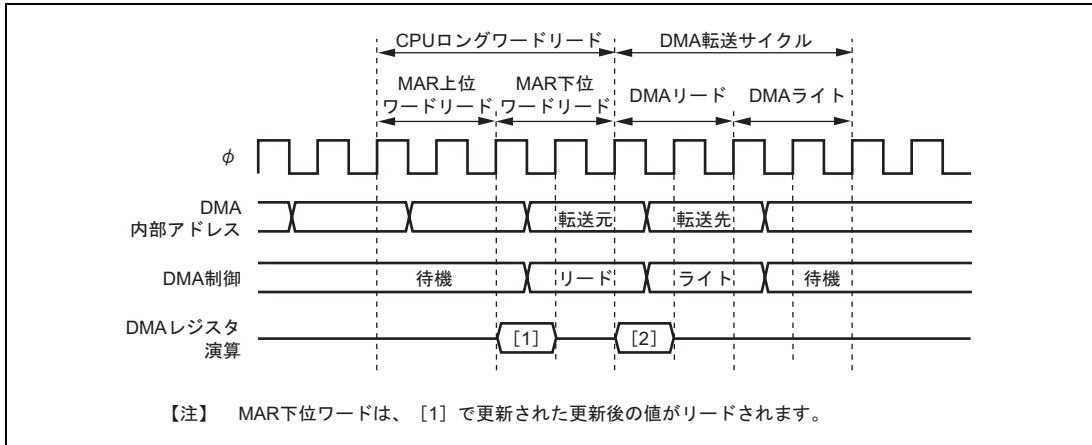 CPUロングワードリード DMA転送サイクル
MAR上位 MAR下位
ワードリード ワードリード DMAリード DMAライト
φ
DMA
内部アドレス 転送元 転送先
DMA制御 待機 リード ライト 待機
DMAレジスタ
演算 [1] [2]
【注】 MAR下位ワードは、[1]で更新された更新後の値がリードされます。